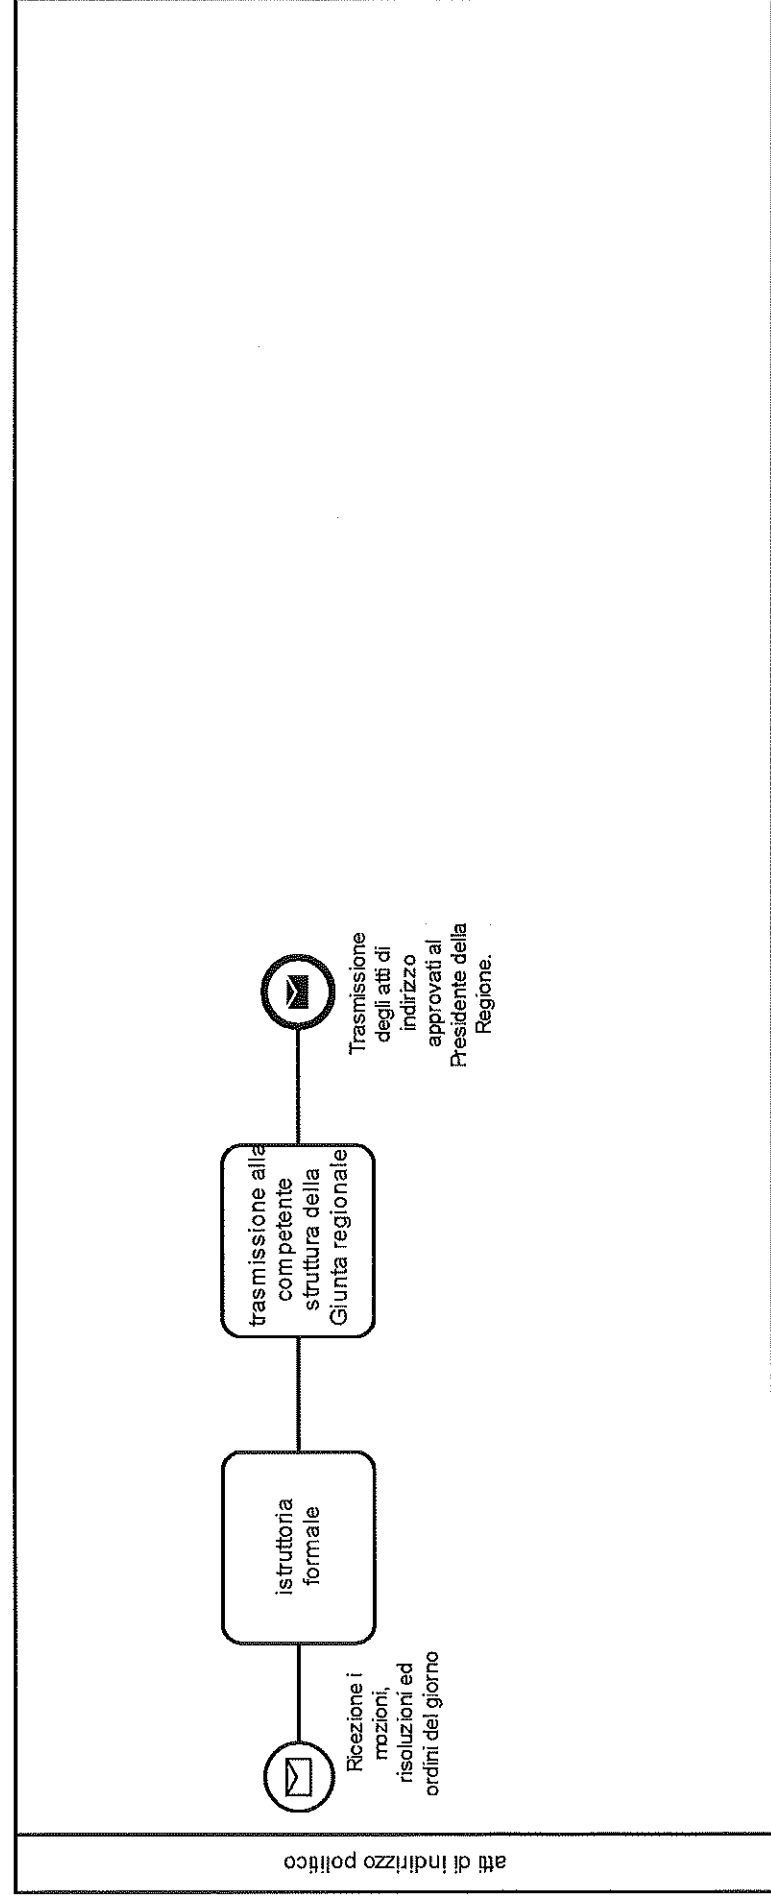 atti di indirizzo politico
Ricezione i
mozioni,
risoluzioni ed
ordini del giorno
istruttoria
formale
trasmissione alla
competente
struttura della
Giunta regionale
Trasmissione
degli atti di
indirizzo
approvati al
Presidente della
Regione.